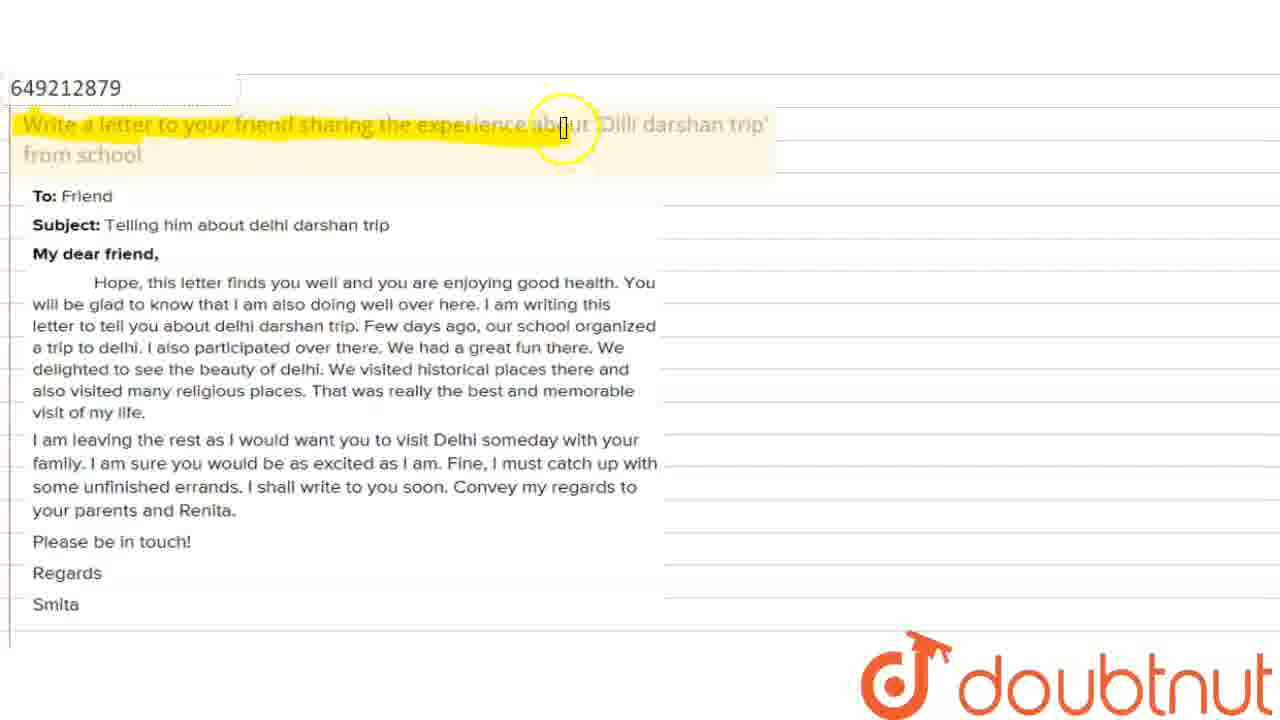 649212879
Write a letter to your friend sharing the experience about 'Dilli darshan trip'
from school
To: Friend
Subject: Telling him about delhi darshan trip
My dear friend,
Hope, this letter finds you well and you are enjoying good health. You
will be glad to know that I am also doing well over here. I am writing this
letter to tell you about delhi darshan trip. Few days ago, our school organized
a trip to delhi. I also participated over there. We had a great fun there. We
delighted to see the beauty of delhi. We visited historical places there and
also visited many religious places. That was really the best and memorable
visit of my life.
I am leaving the rest as I would want you to visit Delhi someday with your
family. I am sure you would be as excited as I am. Fine, I must catch up with
some unfinished errands. I shall write to you soon. Convey my regards to
your parents and Renita.
Please be in touch!
Regards
Smita
doubtnut